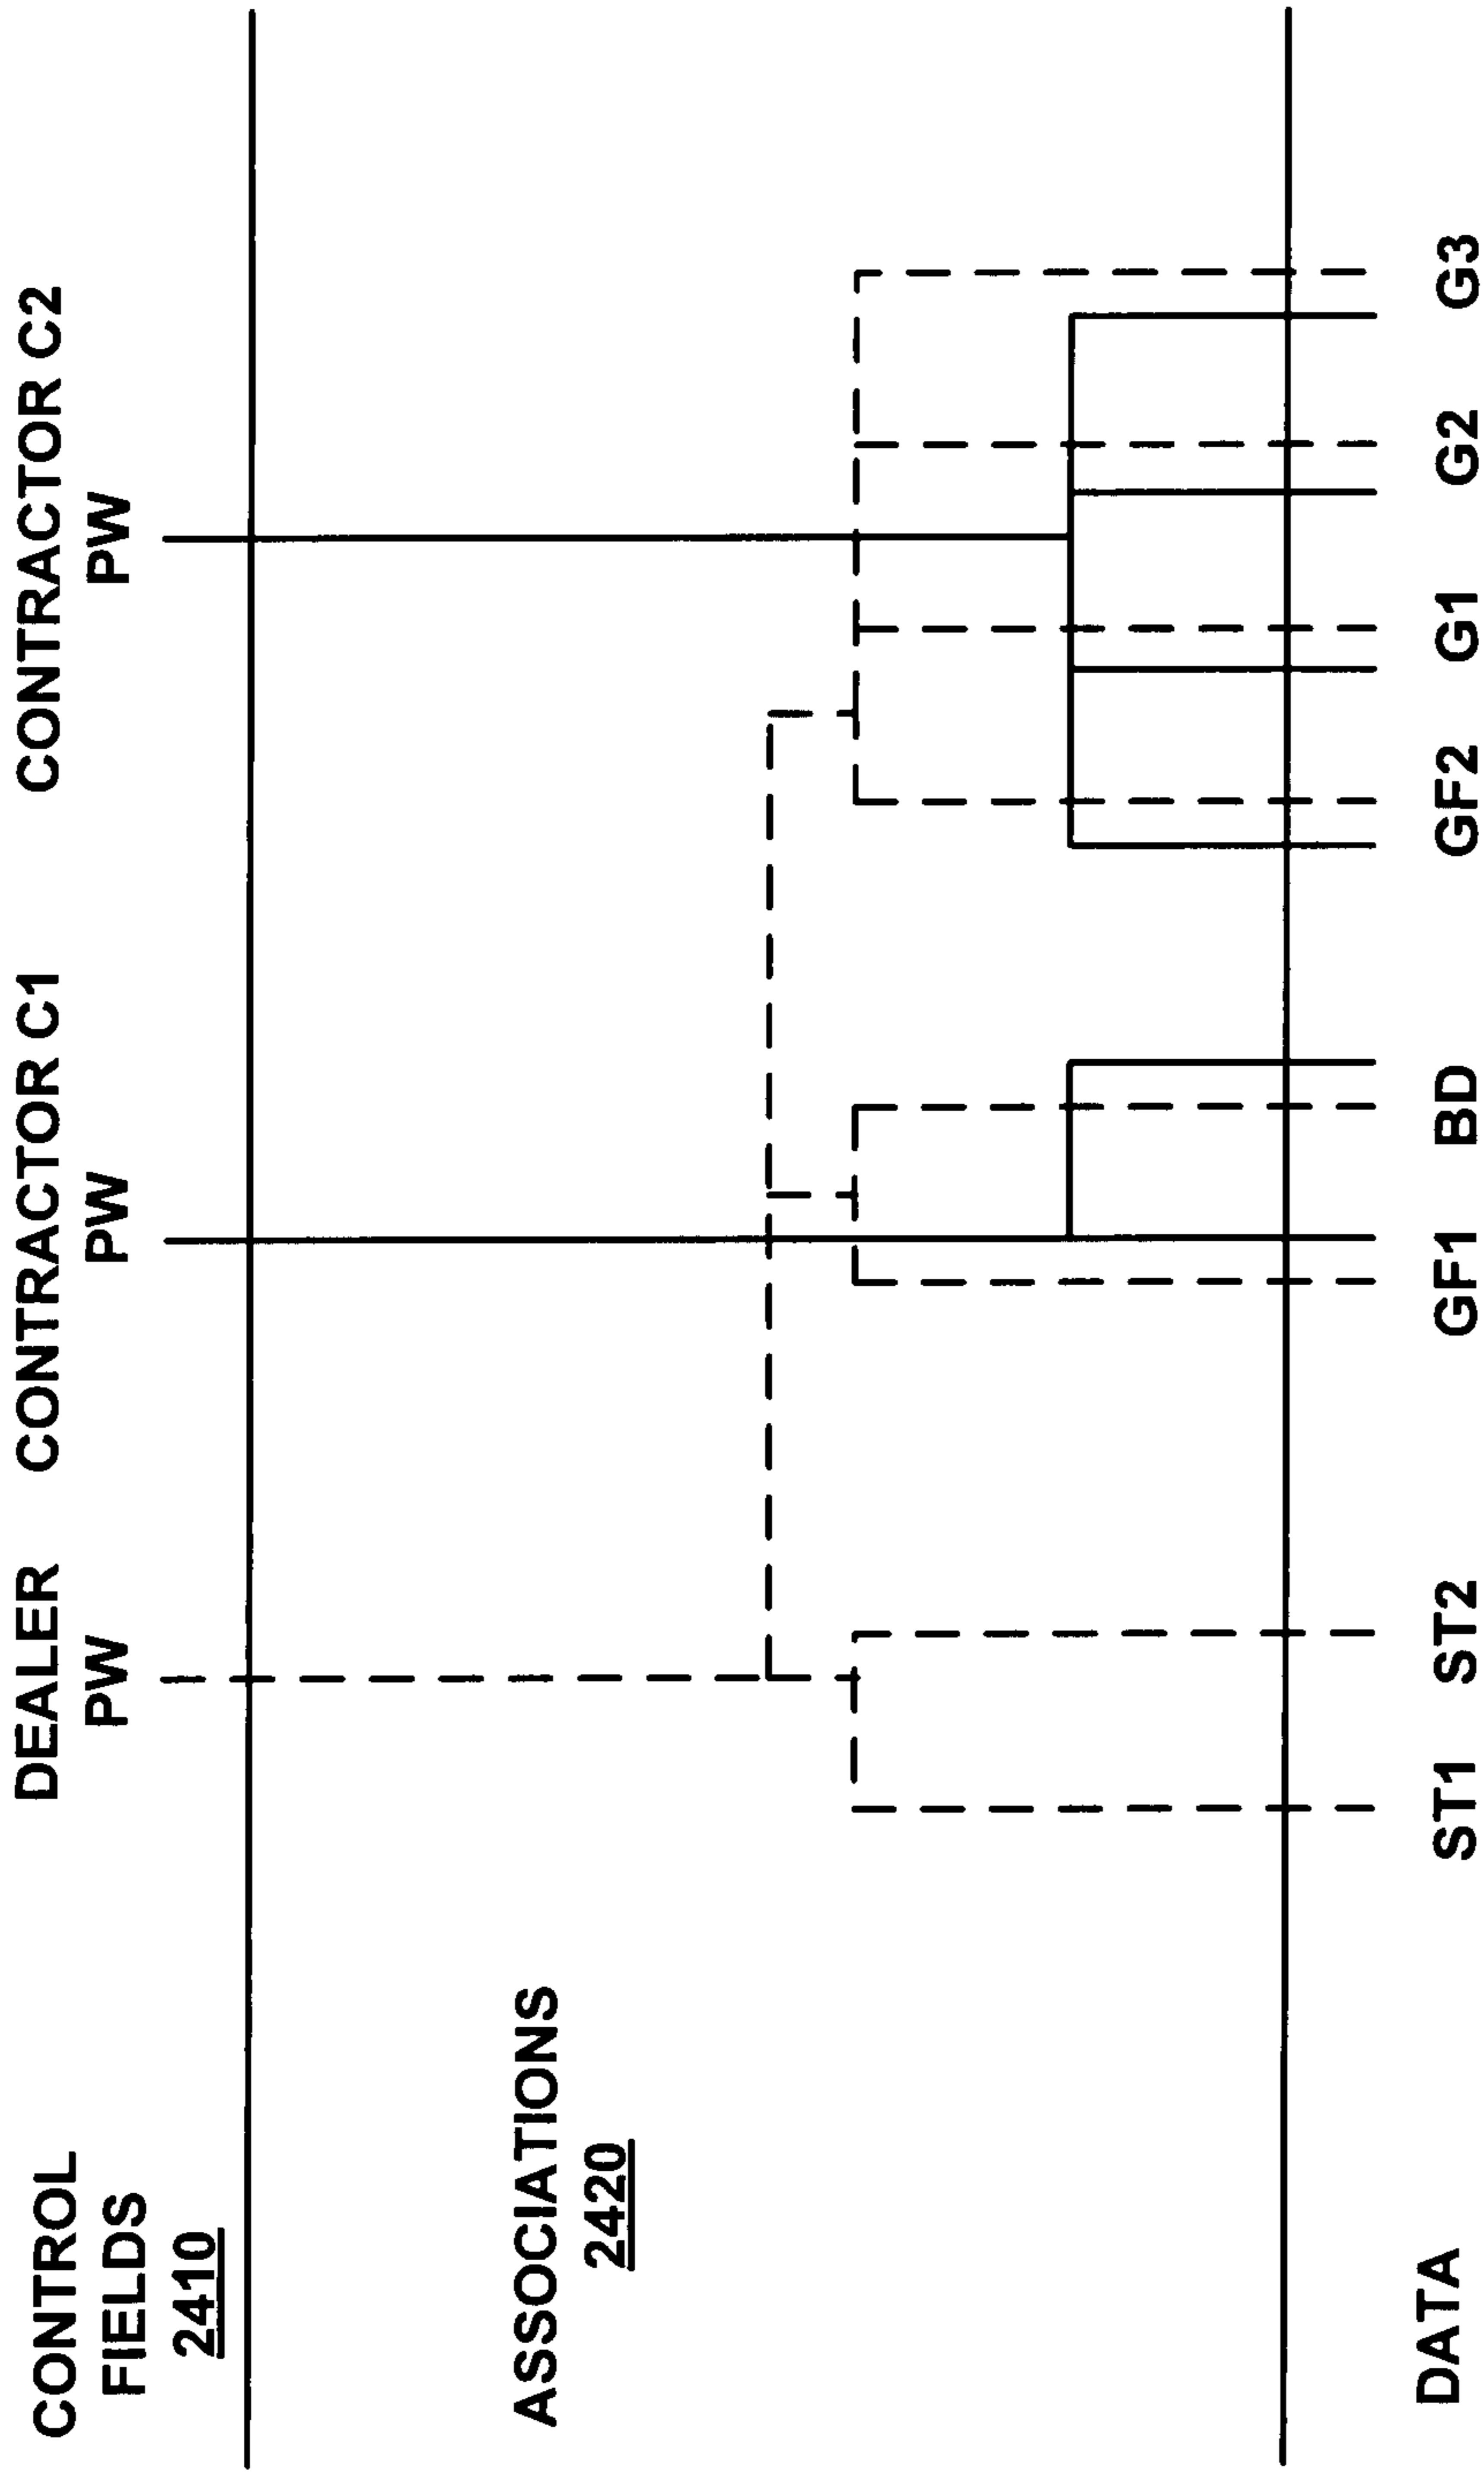 CONTROL
FIELDS
2410
DEALER
PW
CONTRACTOR C1
PW
CONTRACTOR C2
PW
ASSOCIATIONS
2420
DATA
ST1
ST2
GF1
BD
GF2
G1
G2
G3